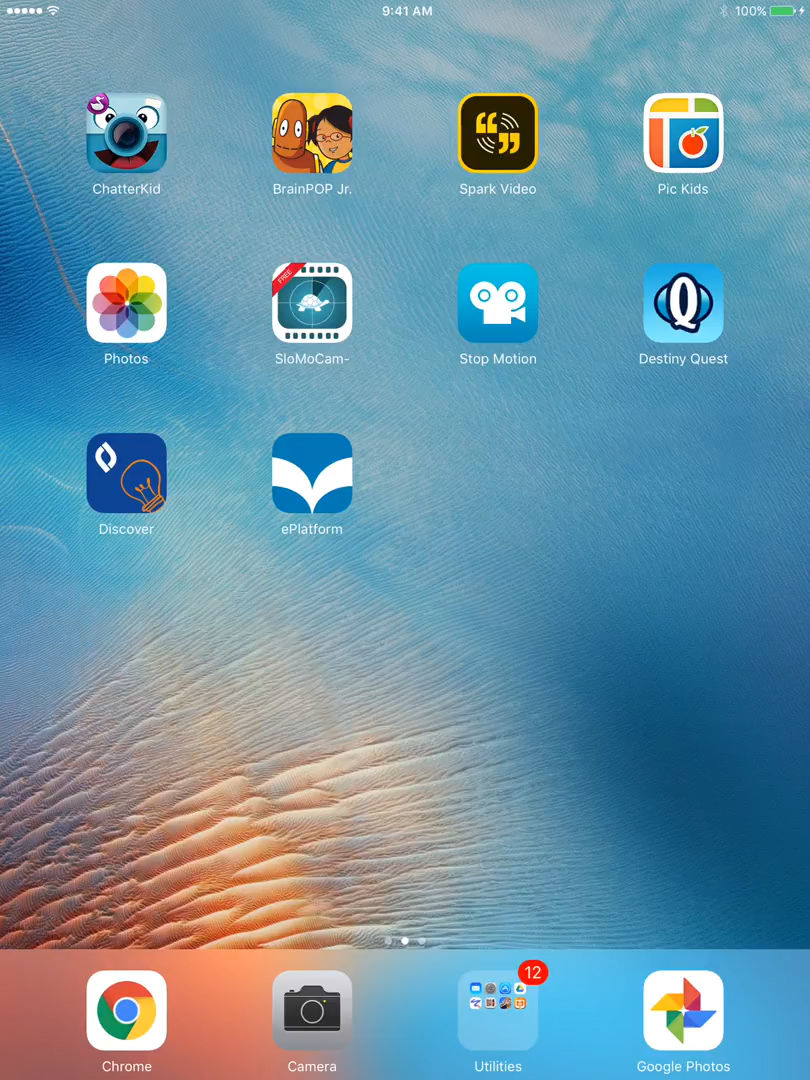 9:41 AM
100%
ChatterKid
BrainPOP Jr.
Spark Video
Pic Kids
FREE
Photos
SloMoCam-
Stop Motion
Destiny Quest
Discover
ePlatform
12
Chrome
Camera
Utilities
Google Photos